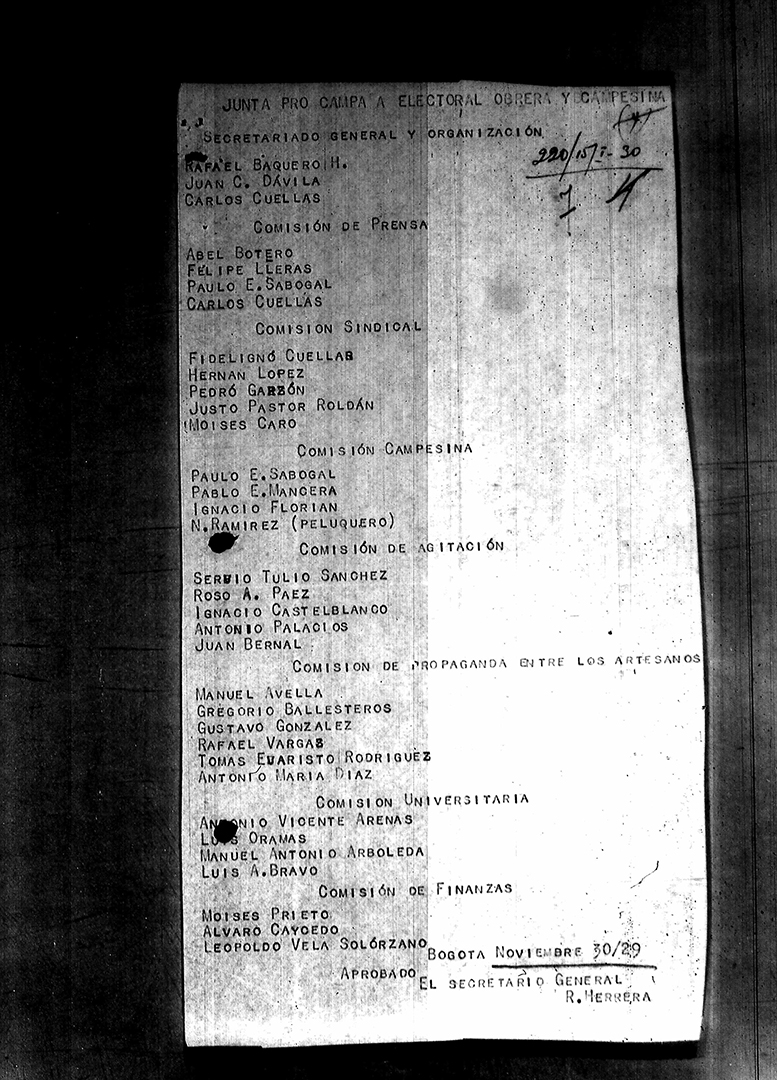 JUNTA PRO CAMPA A ELECTORAL OBRERA Y CAMPESINA
SECRETARIADO GENERAL Y ORGANIZACIÓN
220/15/I-30
RAFAEL BAQUERO H.
JUAN C. DÁVILA
CARLOS CUELLAS
COMISIÓN DE PRENSA
ABEL BOTERO
FELIPE LLERAS
PAULO E.SABOGAL
CARLOS CUELLAS
COMISION SINDICAL
FIDELIGNÓ CUELLAR
HERNAN LOPEZ
PEDRÓ GARZÓN
JUSTO PASTOR ROLDÁN
MOISES CARO
COMISIÓN CAMPESINA
PAULO E.SABOGAL
PABLO E.MANCERA
IGNACIO FLORIAN
N.RAMIREZ (PELUQUERO)
COMISIÓN DE AGITACIÓN
SERBIO TULIO SANCHEZ
ROSO A. PAEZ
IGNACIO CASTELBLANCO
ANTONIO PALACIOS
JUAN BERNAL
COMISION DE PROPAGANDA ENTRE LOS ARTESANOS
MANUEL AVELLA
GREGORIO BALLESTEROS
GUSTAVO GONZALEZ
RAFAEL VARGAS
TOMAS EVARISTO RODRIGUEZ
ANTONIO MARIA DIAZ
COMISION UNIVERSITARIA
ANTONIO VICENTE ARENAS
LUIS ORAMAS
MANUEL ANTONIO ARBOLEDA
LUIS A.BRAVO
COMISIÓN DE FINANZAS
MOISES PRIETO
ALVARO CAYCEDO
LEOPOLDO VELA SOLÓRZANO
BOGOTA NOVIEMBRE 30/29
APROBADO
EL SECRETARIO GENERAL
R.HERRERA